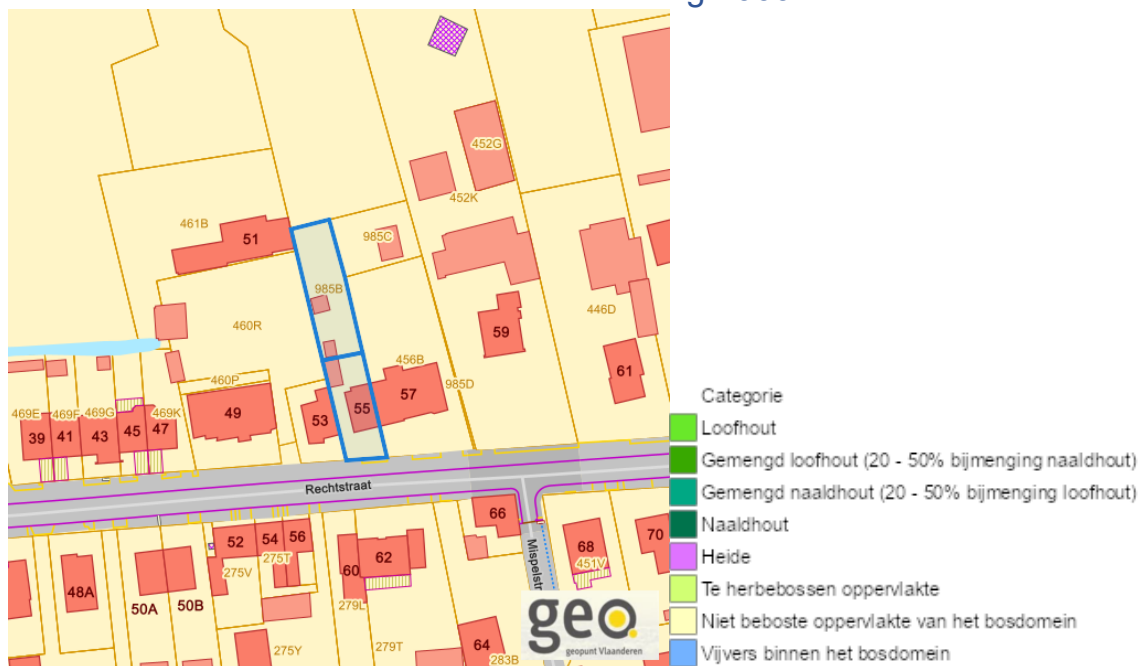 452G
452K
461B
51
985C
985B
460R
59
446D
456B
985D
460P
61
57
469E
469F
469G
469K
49
55
53
39
41
43
45
47
Rechtstraat
66
52
54
56
62
68
70
275V
275T
451V
48A
50A
50B
60
279L
Mispelstr
275Y
279T
64
283B
geo
geopunt Vlaanderen
Categorie
Loofhout
Gemengd loofhout (20 - 50% bijmenging naaldhout)
Gemengd naaldhout (20 - 50% bijmenging loofhout)
Naaldhout
Heide
Te herbebossen oppervlakte
Niet beboste oppervlakte van het bosdomein
Vijvers binnen het bosdomein